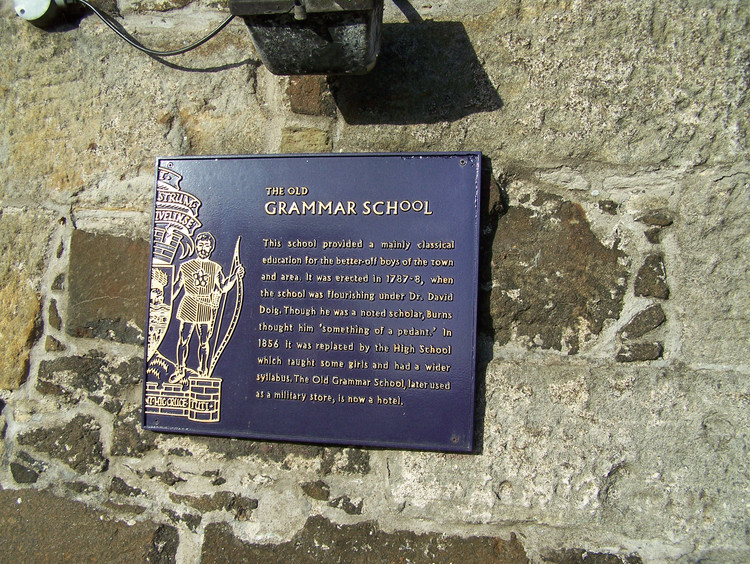 STRUNG
THE OLD
GRAMMAR SCHOOL
This school provided a mainly classical
education for the better-off boys of the town
and area. It was erected in 1787-8, when
the school was flourishing under Dr. David
Doig. Though he was a noted scholar, Burns
thought him 'something of a pedant.' In
1856 it was replaced by the High School
which taught some girls and had a wider
syllabus. The Old Grammar School, later used
as a military store, is now a hotel.